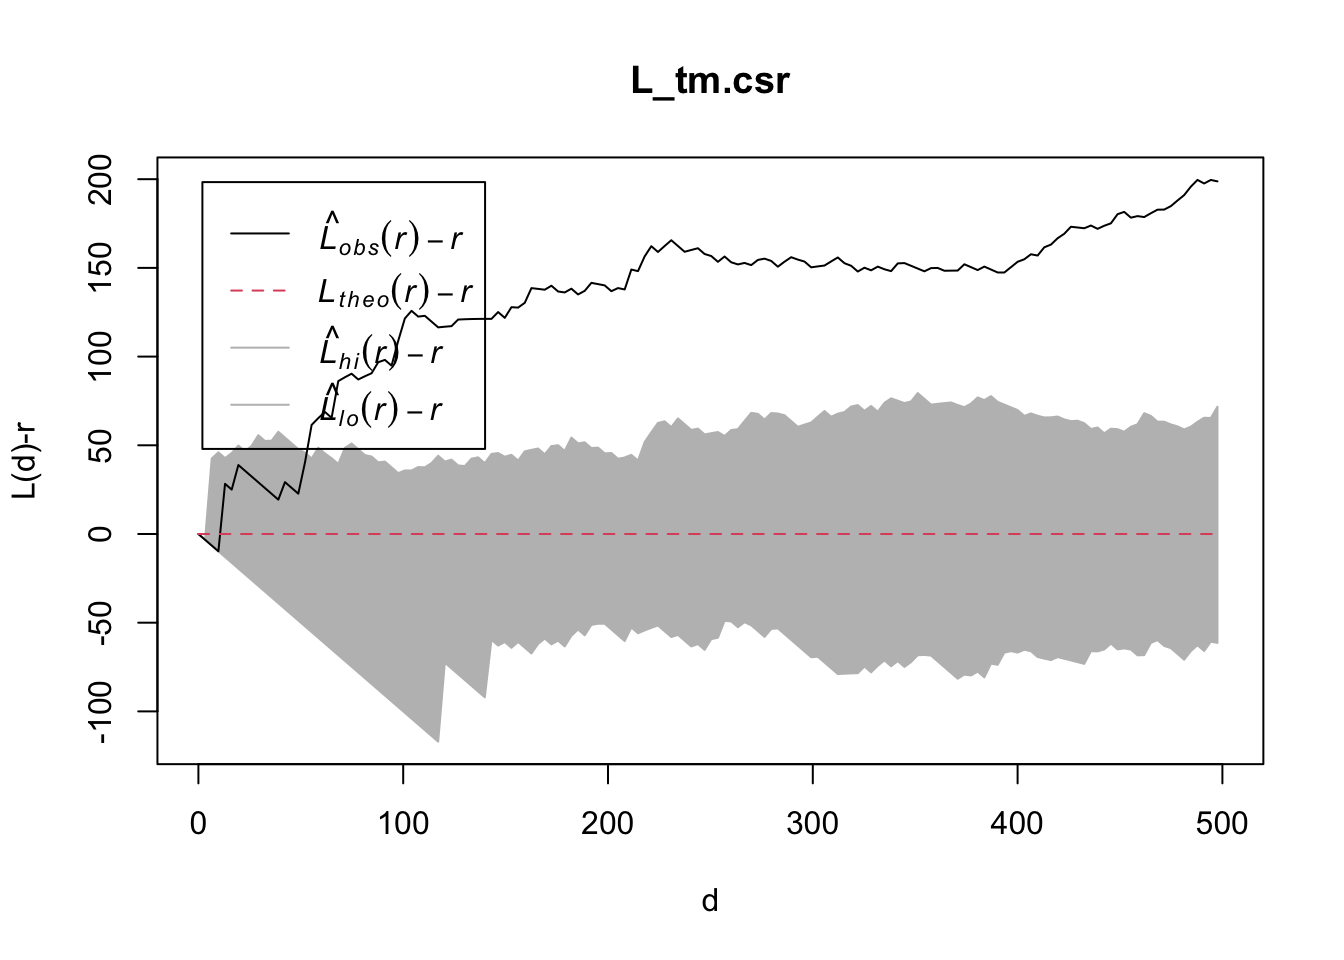 L_tm.csr
L(d)-r
200
150
100
50
0
-50
-100
L̂obs(r) − r
Ltheo(r) − r
L̂hi(r) − r
L̂lo(r) − r
0 100 200 300 400 500
d